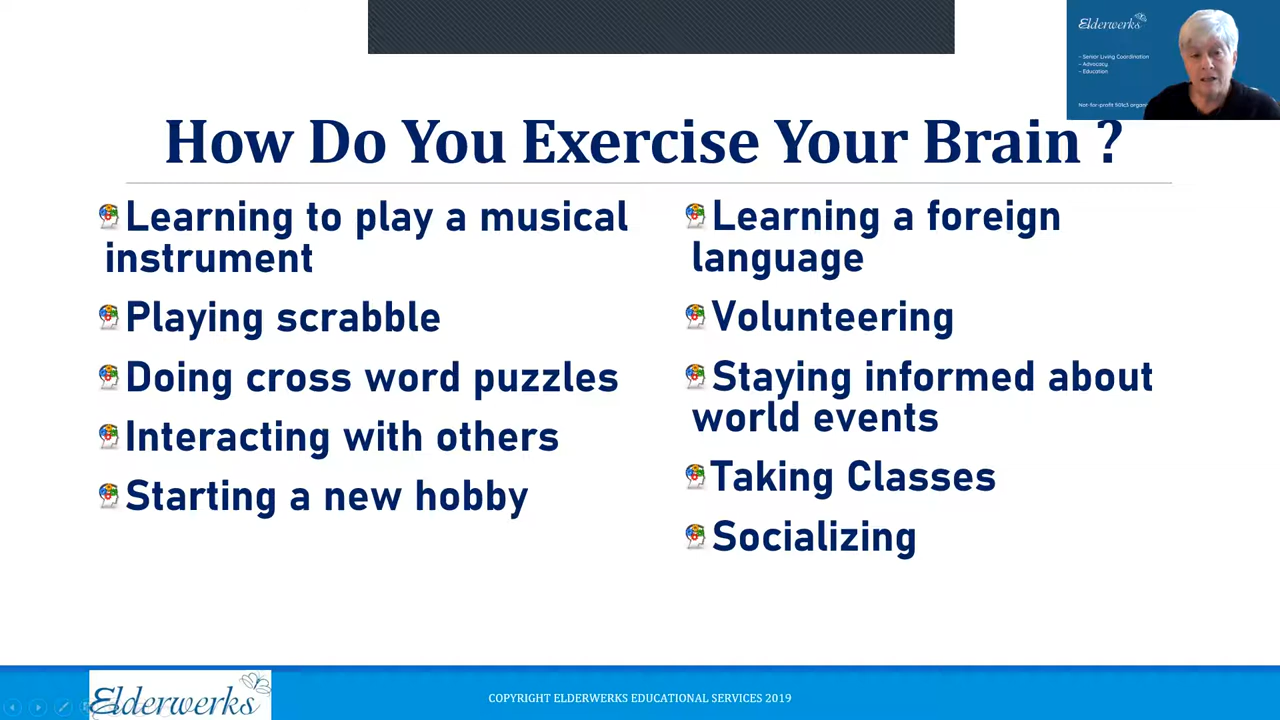 Elderwerks
– Senior Living Coordination
– Advocacy
– Education
Not-for-profit 501c3
How Do You Exercise Your Brain ?
Learning to play a musical
instrument
Playing scrabble
Doing cross word puzzles
Interacting with others
Starting a new hobby
Learning a foreign
language
Volunteering
Staying informed about
world events
Taking Classes
Socializing
Elderwerks
COPYRIGHT ELDERWERKS EDUCATIONAL SERVICES 2019